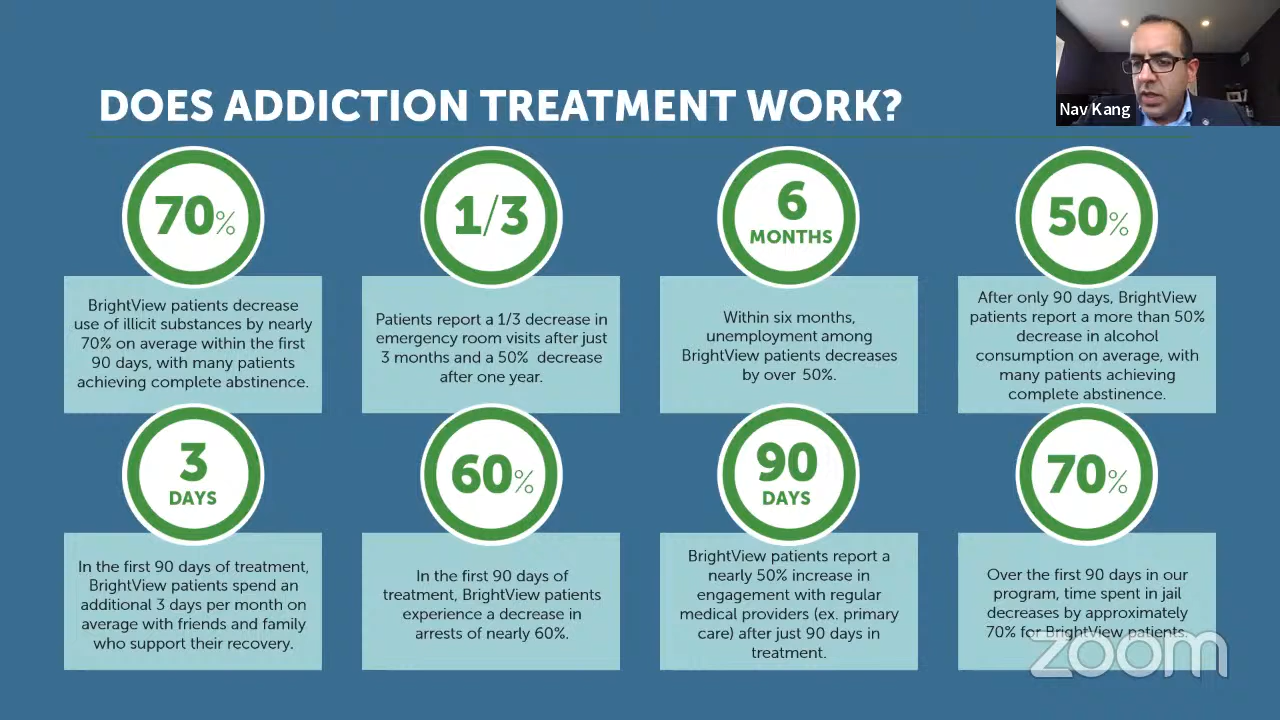 DOES ADDICTION TREATMENT WORK?
Nav Kang
70%
BrightView patients decrease
use of illicit substances by nearly
70% on average within the first
90 days, with many patients
achieving complete abstinence.
1/3
Patients report a 1/3 decrease in
emergency room visits after just
3 months and a 50% decrease
after one year.
6
MONTHS
Within six months,
unemployment among
BrightView patients decreases
by over 50%.
50%
After only 90 days, BrightView
patients report a more than 50%
decrease in alcohol
consumption on average, with
many patients achieving
complete abstinence.
3
DAYS
In the first 90 days of treatment,
BrightView patients spend an
additional 3 days per month on
average with friends and family
who support their recovery.
60%
In the first 90 days of
treatment, BrightView patients
experience a decrease in
arrests of nearly 60%.
90
DAYS
BrightView patients report a
nearly 50% increase in
engagement with regular
medical providers (ex. primary
care) after just 90 days in
treatment.
70%
Over the first 90 days in our
program, time spent in jail
decreases by approximately
70% for BrightView patients.
zoom